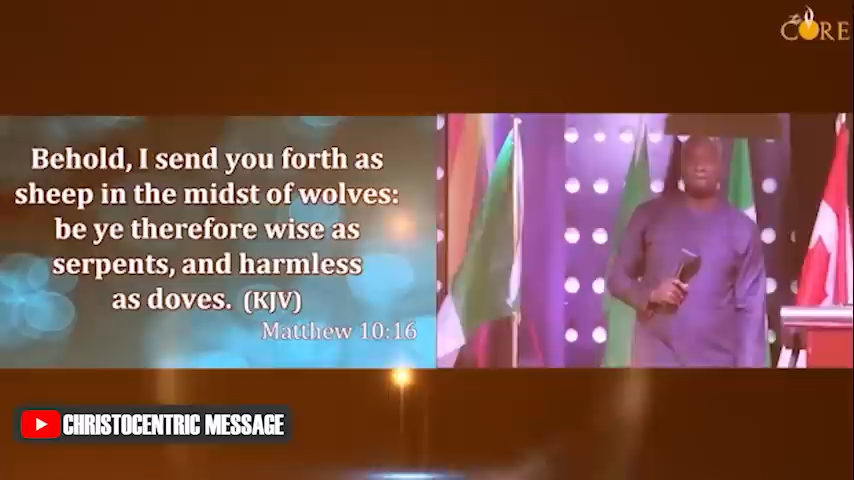 CORE
Behold, I send you forth as
sheep in the midst of wolves:
be ye therefore wise as
serpents, and harmless
as doves. (KJV)
Matthew 10:16
CHRISTOCENTRIC MESSAGE